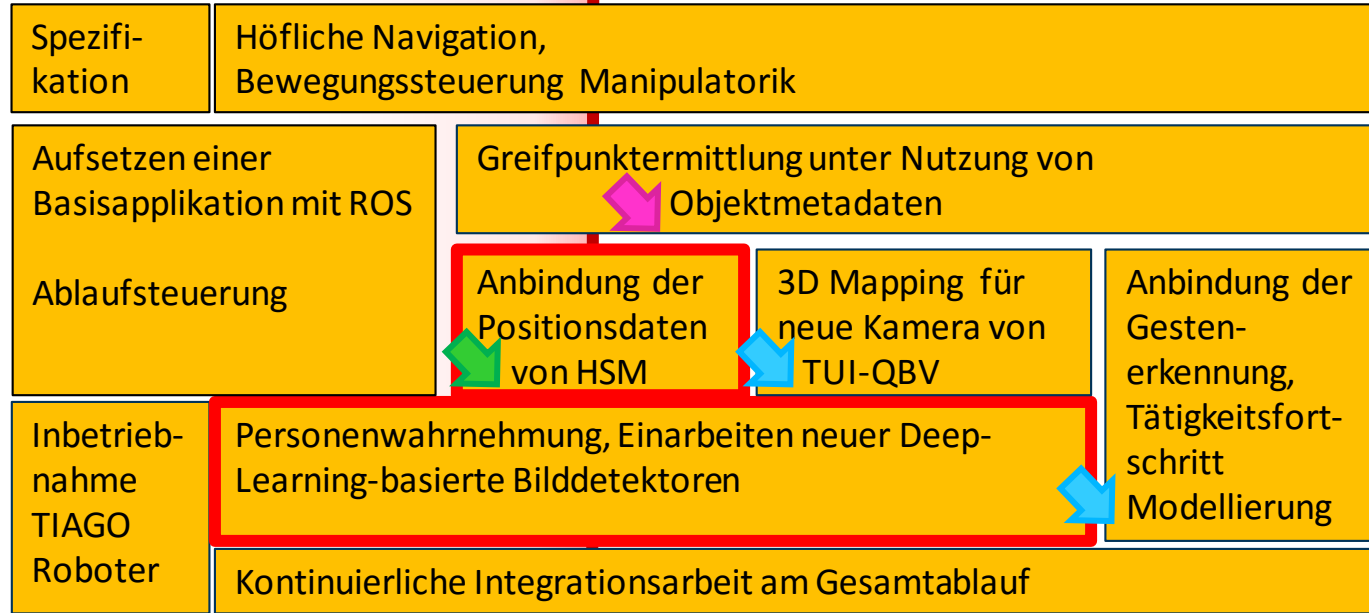 Spezifi-
kation
Höfliche Navigation,
Bewegungssteuerung Manipulatorik
Aufsetzen einer
Basisapplikation mit ROS
Ablaufsteuerung
Greifpunktermittlung unter Nutzung von
Objektmetadaten
Anbindung der
Positionsdaten
von HSM
3D Mapping für
neue Kamera von
TUI-QBV
Anbindung der
Gesten-
erkennung,
Tätigkeitsfort-
schritt
Modellierung
Inbetrieb-
nahme
TIAGO
Roboter
Personenwahrnehmung, Einarbeiten neuer Deep-
Learning-basierte Bilddetektoren
Kontinuierliche Integrationsarbeit am Gesamtablauf